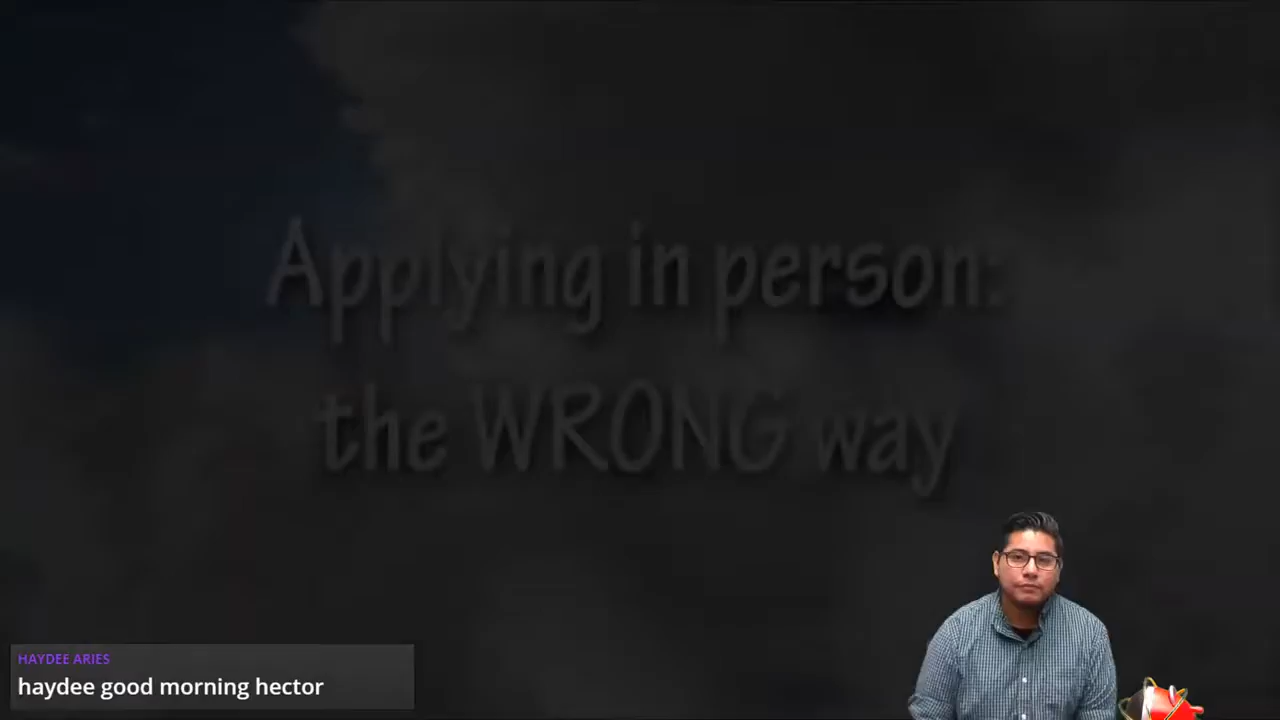 Applying in person:
the WRONG way
HAYDEE ARIES
haydee good morning hector